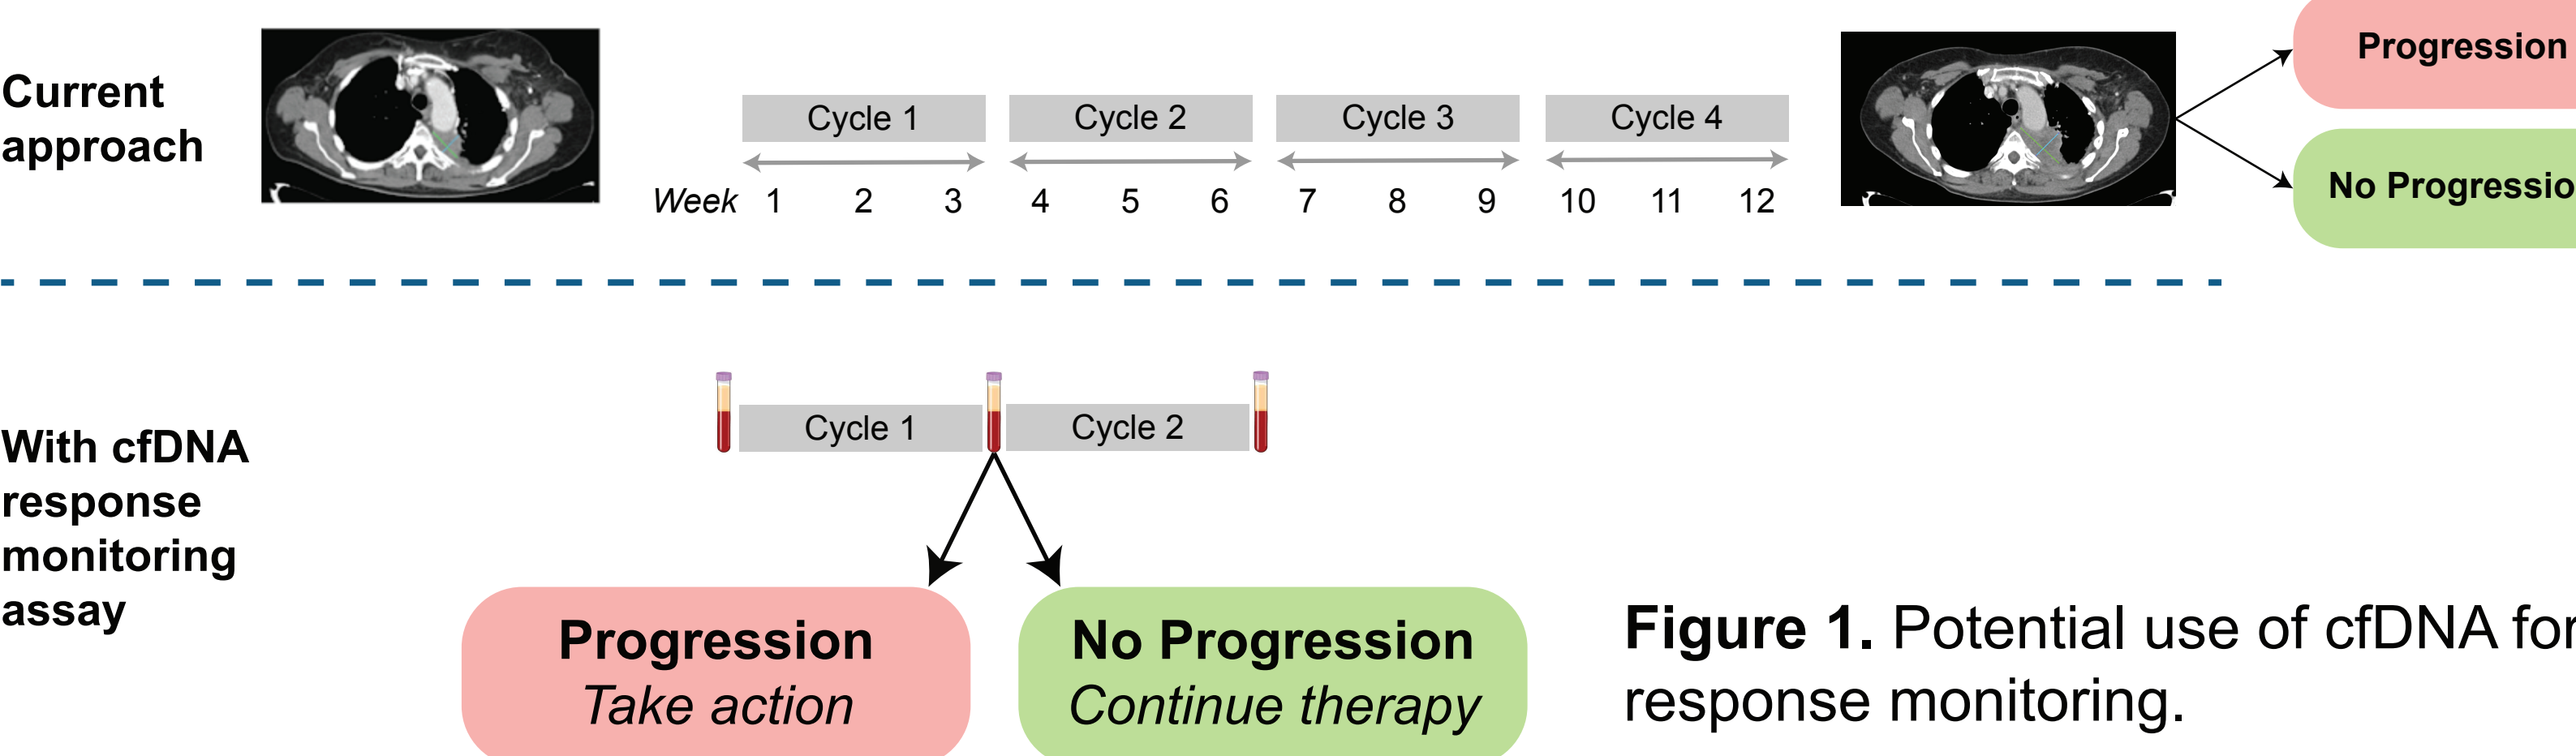 Current
approach
Cycle 1 Cycle 2 Cycle 3 Cycle 4
Week 1 2 3 4 5 6 7 8 9 10 11 12
Progression
No Progressio
With cfDNA
response
monitoring
assay
Cycle 1 Cycle 2
Progression
Take action
No Progression
Continue therapy
Figure 1. Potential use of cfDNA for
response monitoring.